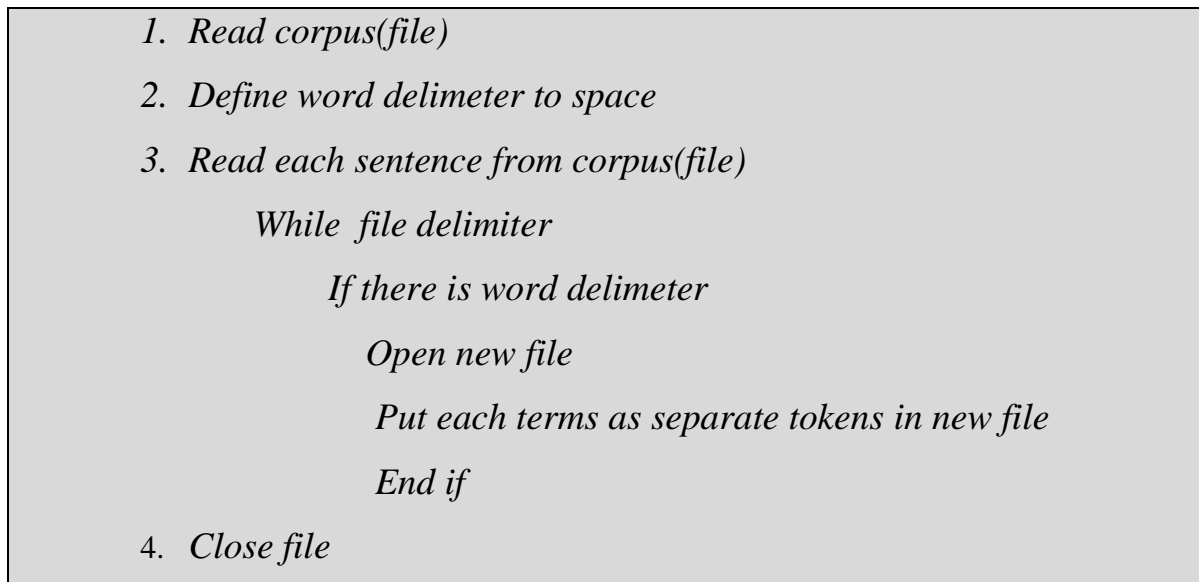 1. Read corpus(file)
2. Define word delimeter to space
3. Read each sentence from corpus(file)
While file delimiter
If there is word delimeter
Open new file
Put each terms as separate tokens in new file
End if
4. Close file